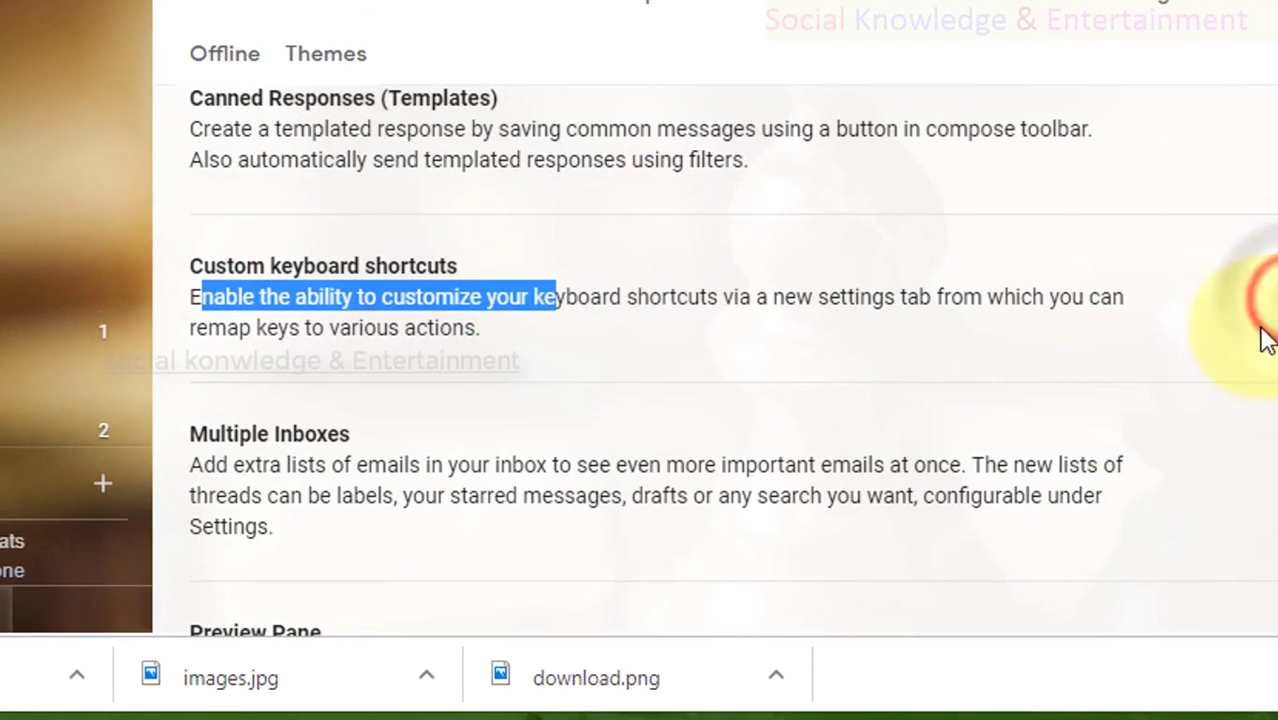 Social Knowledge & Entertainment
Offline Themes
Canned Responses (Templates)
Create a templated response by saving common messages using a button in compose toolbar.
Also automatically send templated responses using filters.
Custom keyboard shortcuts
Enable the ability to customize your keyboard shortcuts via a new settings tab from which you can
1
remap keys to various actions.
social konwledge & Entertainment
2
Multiple Inboxes
Add extra lists of emails in your inbox to see even more important emails at once. The new lists of
threads can be labels, your starred messages, drafts or any search you want, configurable under
Settings.
ats
one
Preview Pane
images.jpg
download.png